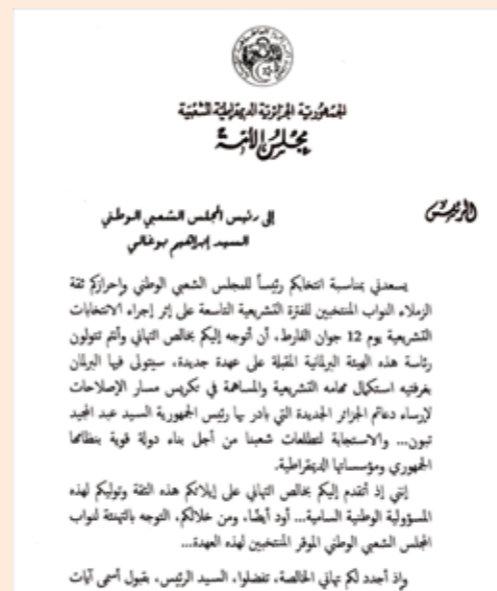 الجمهورية الجزائرية الديمقراطية الشعبية
مجلس الأمة
الرئيس
إلى رئيس المجلس الشعبي الوطني
السيد إبراهيم بوغالي
يسعدني بمناسبة انتخابكم رئيساً للمجلس الشعبي الوطني وإحرازكم ثقة
الزملاء النواب المنتخبين للفترة التشريعية التاسعة على إثر إجراء الانتخابات
التشريعية يوم 12 جوان الفارط، أن أتوجه إليكم بخالص التهاني وأنتم تتولون
رئاسة هذه الهيئة البرلمانية المقبلة على عهدة جديدة، سيتولى فيها البرلمان
بغرفتيه استكمال مهامه التشريعية والمساهمة في تكريس مسار الإصلاحات
لإرساء دعائم الجزائر الجديدة التي بادر بها رئيس الجمهورية السيد عبد المجيد
تبون... والاستجابة لتطلعات شعبنا من أجل بناء دولة قوية بنظامها
الجمهوري ومؤسساتها الديمقراطية.
إنني إذ أتقدم إليكم بخالص التهاني على إيلائكم هذه الثقة وتوليكم لهذه
المسؤولية الوطنية السامية... أود أيضا، ومن خلالكم، التوجه بالتهنئة لنواب
المجلس الشعبي الوطني الموقر المنتخبين لهذه العهدة...
وإذ أجدد لكم تهاني الخالصة، تفضلوا، السيد الرئيس، بقبول أسمى آيات